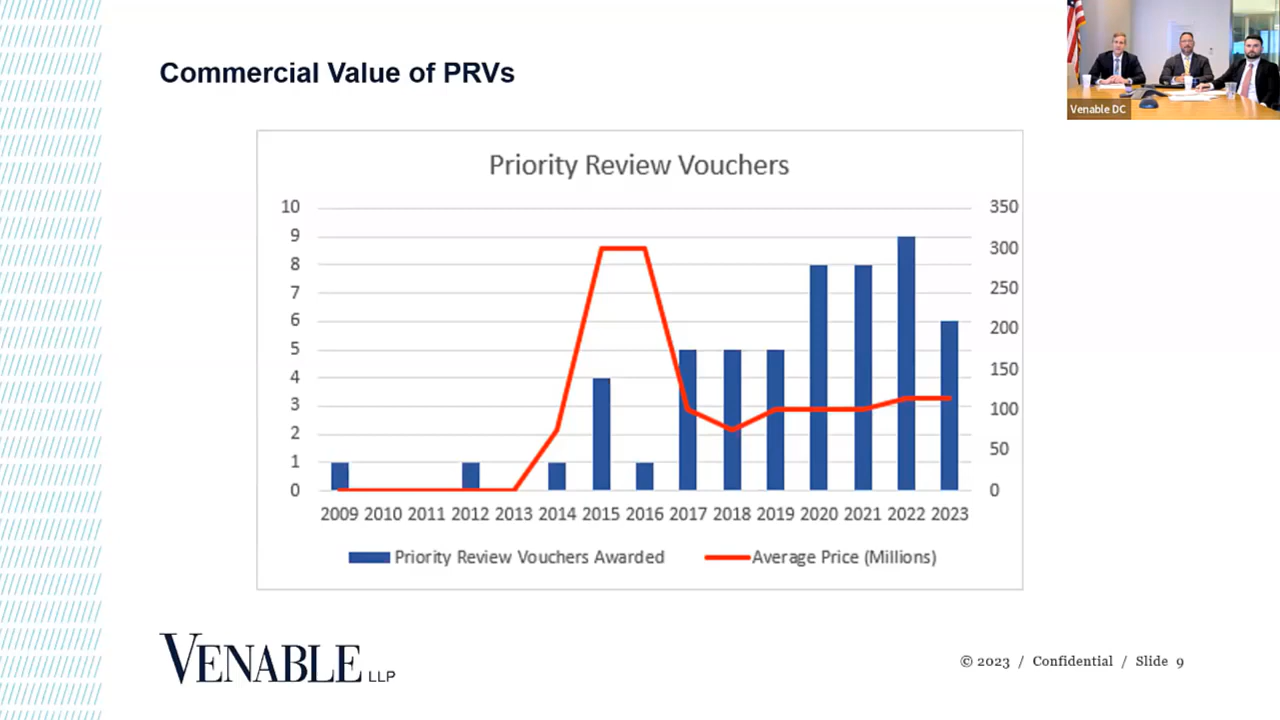 Commercial Value of PRVs
Venable DC
Priority Review Vouchers
10
9
8
7
6
5
4
3
2
1
0
350
300
250
200
150
100
50
0
2009 2010 2011 2012 2013 2014 2015 2016 2017 2018 2019 2020 2021 2022 2023
Priority Review Vouchers Awarded
Average Price (Millions)
VENABLE LLP
© 2023 / Confidential / Slide 9